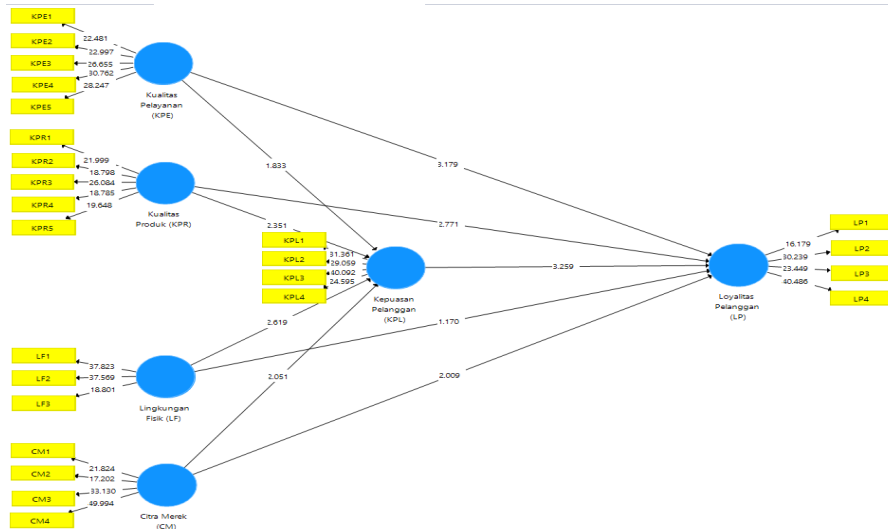 KPE1
KPE2
KPE3
KPE4
KPE5
22.481
22.997
26.655
30.762
28.247
Kualitas
Pelayanan
(KPE)
KPR1
KPR2
KPR3
KPR4
KPR5
21.999
18.798
26.084
18.785
19.648
Kualitas
Produk (KPR)
1.833
3.179
2.351
2.771
KPL1
KPL2
KPL3
KPL4
31.361
29.059
40.092
24.595
Kepuasan
Pelanggan
(KPL)
3.259
LP1
LP2
LP3
LP4
16.179
30.239
23.449
40.486
Loyalitas
Pelanggan
(LP)
2.619
1.170
2.051
2.009
LF1
LF2
LF3
37.823
37.569
18.801
Lingkungan
Fisik (LF)
CM1
CM2
CM3
CM4
21.824
17.202
33.130
49.994
Citra Merek
(CM)